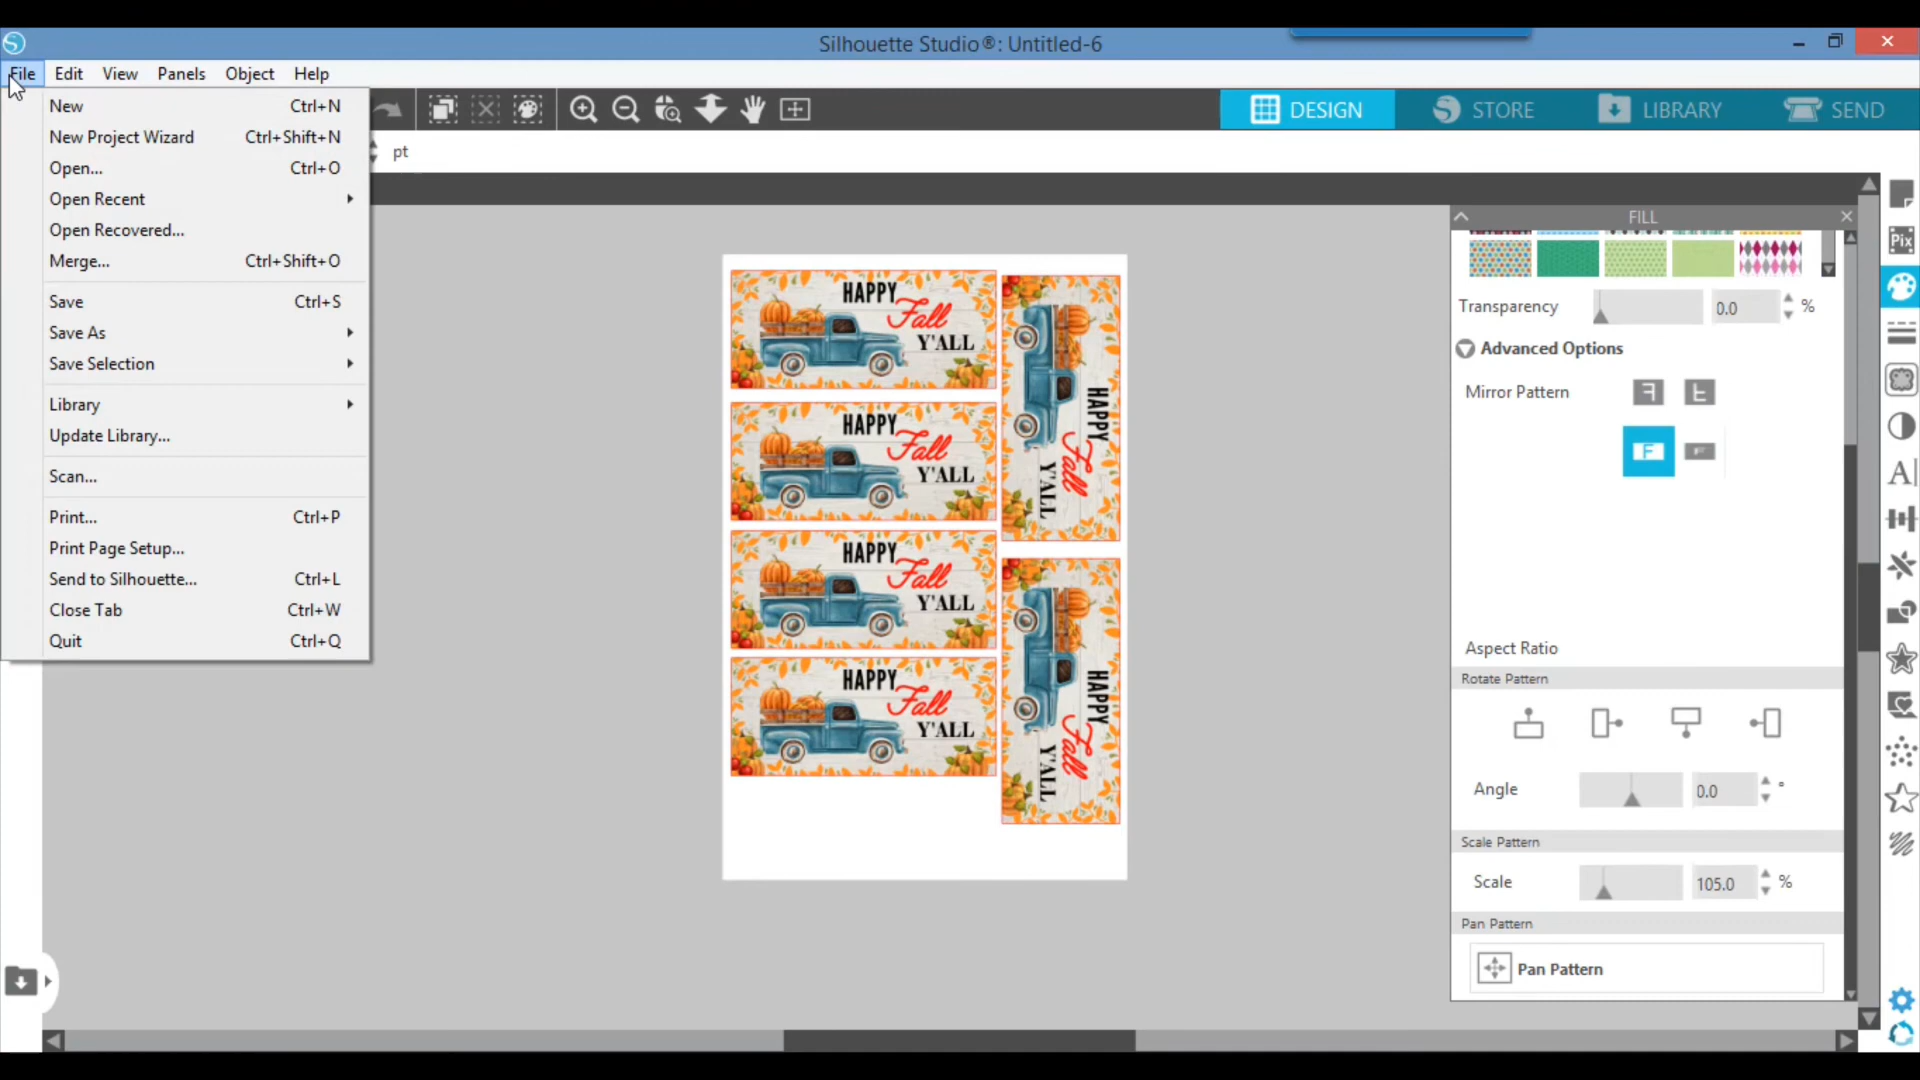 Silhouette Studio®: Untitled-6
File Edit View Panels Object Help
New Ctrl+N
New Project Wizard Ctrl+Shift+N
Open... Ctrl+O
Open Recent
Open Recovered...
Merge... Ctrl+Shift+O
Save Ctrl+S
Save As
Save Selection
Library
Update Library...
Scan...
Print... Ctrl+P
Print Page Setup...
Send to Silhouette... Ctrl+L
Close Tab Ctrl+W
Quit Ctrl+Q
pt
DESIGN STORE LIBRARY SEND
HAPPY
Fall
Y'ALL
HAPPY
Fall
Y'ALL
HAPPY
Fall
Y'ALL
HAPPY
Fall
Y'ALL
HAPPY
Fall
Y'ALL
HAPPY
Fall
Y'ALL
FILL
Transparency 0.0 %
Advanced Options
Mirror Pattern
Aspect Ratio
Rotate Pattern
Angle 0.0 °
Scale Pattern
Scale 105.0 %
Pan Pattern
Pan Pattern
Pix
A